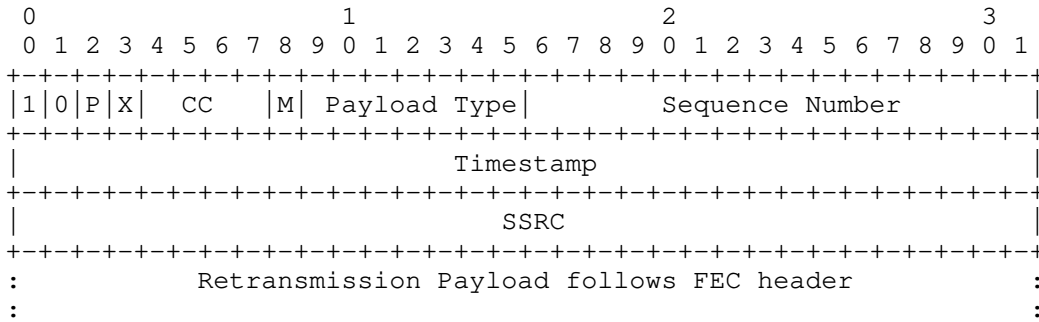 0                   1                   2                   3
 0 1 2 3 4 5 6 7 8 9 0 1 2 3 4 5 6 7 8 9 0 1 2 3 4 5 6 7 8 9 0 1
+-+-+-+-+-+-+-+-+-+-+-+-+-+-+-+-+-+-+-+-+-+-+-+-+-+-+-+-+-+-+-+-+
|1|0|P|X|  CC   |M| Payload Type|        Sequence Number        |
+-+-+-+-+-+-+-+-+-+-+-+-+-+-+-+-+-+-+-+-+-+-+-+-+-+-+-+-+-+-+-+-+
|                           Timestamp                           |
+-+-+-+-+-+-+-+-+-+-+-+-+-+-+-+-+-+-+-+-+-+-+-+-+-+-+-+-+-+-+-+-+
|                              SSRC                             |
+-+-+-+-+-+-+-+-+-+-+-+-+-+-+-+-+-+-+-+-+-+-+-+-+-+-+-+-+-+-+-+-+
:           Retransmission Payload follows FEC header           :
:                                                               :